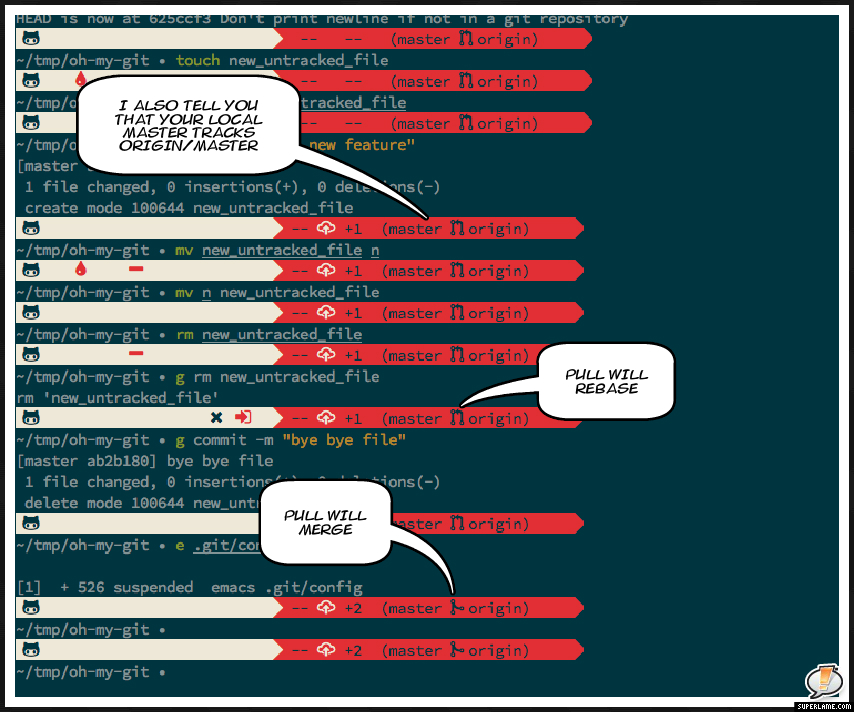 HEAD is now at 625ccf3 Don't print newline if not in a git repository
-- -- (master origin)
~/tmp/oh-my-git • touch new_untracked_file
-- -- (master origin)
~/tmp/o tracked_file
-- -- (master origin)
I ALSO TELL YOU
THAT YOUR LOCAL
MASTER TRACKS
ORIGIN/MASTER
~/tmp/o new feature"
[master
1 file changed, 0 insertions(+), 0 deletions(-)
create mode 100644 new_untracked_file
-- +1 (master origin)
~/tmp/oh-my-git • mv new_untracked_file n
-- +1 (master origin)
~/tmp/oh-my-git • mv n new_untracked_file
-- +1 (master origin)
~/tmp/oh-my-git • rm new_untracked_file
-- +1 (master origin)
~/tmp/oh-my-git • g rm new_untracked_file
PULL WILL
REBASE
rm 'new_untracked_file'
-- +1 (master origin)
~/tmp/oh-my-git • g commit -m "bye bye file"
[master ab2b180] bye bye file
1 file changed, 0 insertions(+), 0 deletions(-)
delete mode 100644 new_unt
PULL WILL
MERGE
master origin)
~/tmp/oh-my-git • e .git/con
[1] + 526 suspended emacs .git/config
-- +2 (master origin)
~/tmp/oh-my-git •
-- +2 (master origin)
~/tmp/oh-my-git •
SUPERLAME.COM